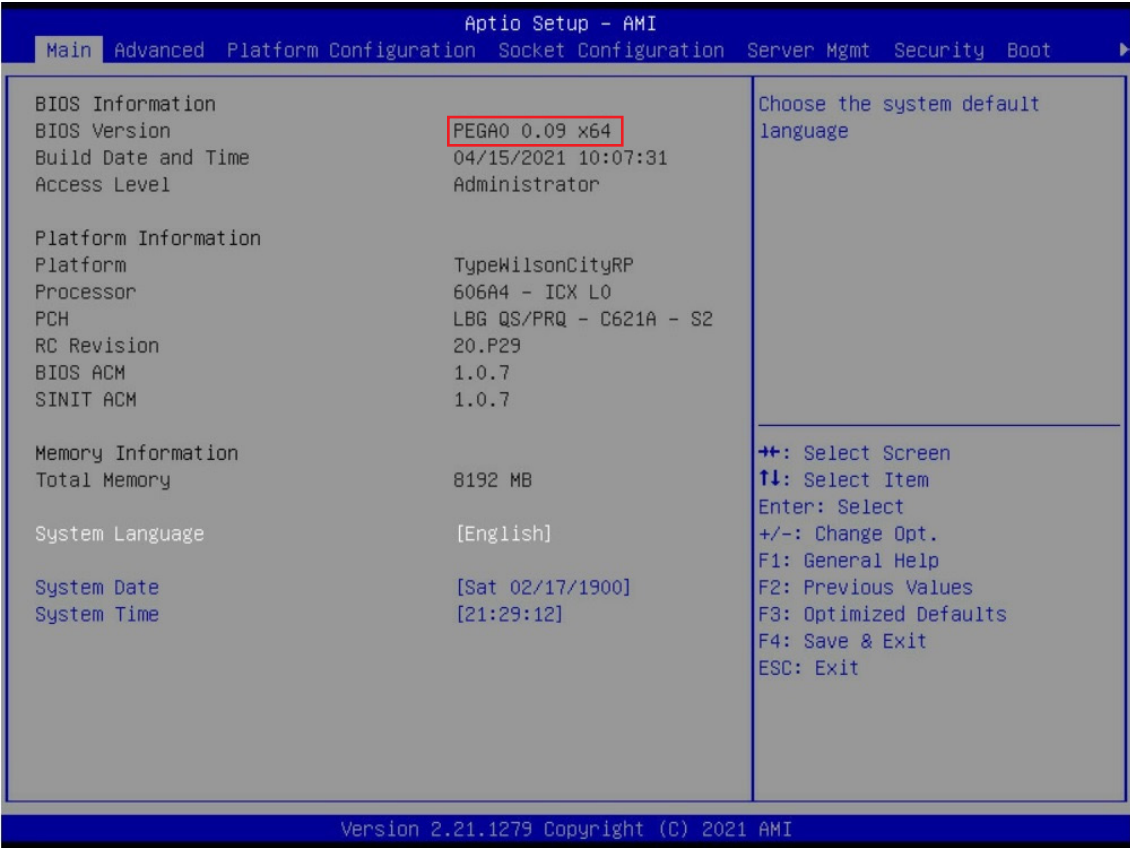 Aptio Setup – AMI
Main Advanced Platform Configuration Socket Configuration Server Mgmt Security Boot
BIOS Information
BIOS Version PEGA0 0.09 x64
Build Date and Time 04/15/2021 10:07:31
Access Level Administrator
Platform Information
Platform TypeWilsonCityRP
Processor 606A4 – ICX L0
PCH LBG QS/PRQ – C621A – S2
RC Revision 20.P29
BIOS ACM 1.0.7
SINIT ACM 1.0.7
Memory Information
Total Memory 8192 MB
System Language [English]
System Date [Sat 02/17/1900]
System Time [21:29:12]
Choose the system default
language
→←: Select Screen
↑↓: Select Item
Enter: Select
+/-: Change Opt.
F1: General Help
F2: Previous Values
F3: Optimized Defaults
F4: Save & Exit
ESC: Exit
Version 2.21.1279 Copyright (C) 2021 AMI